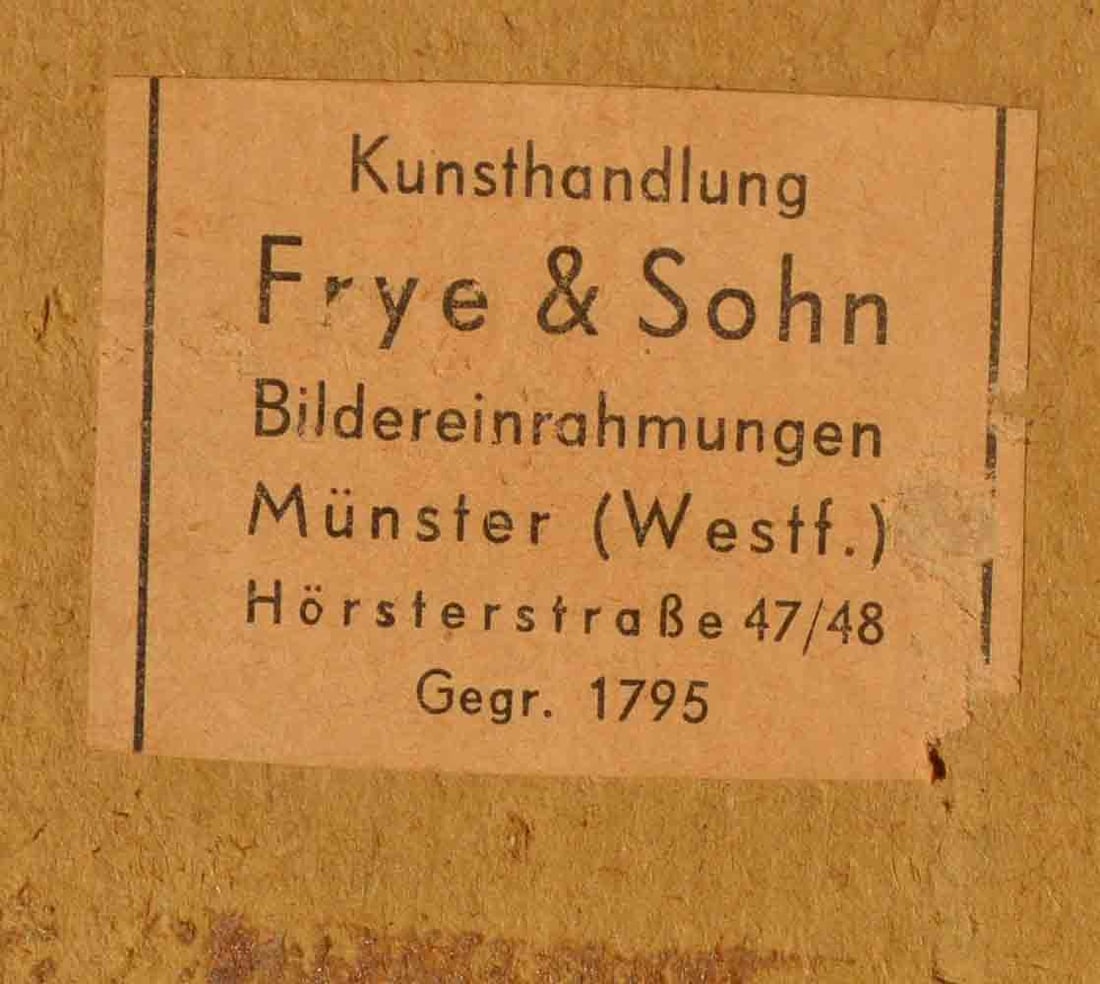 Kunsthandlung
Frye & Sohn
Bildereinrahmungen
Münster (Westf.)
Hörsterstraße 47/48
Gegr. 1795